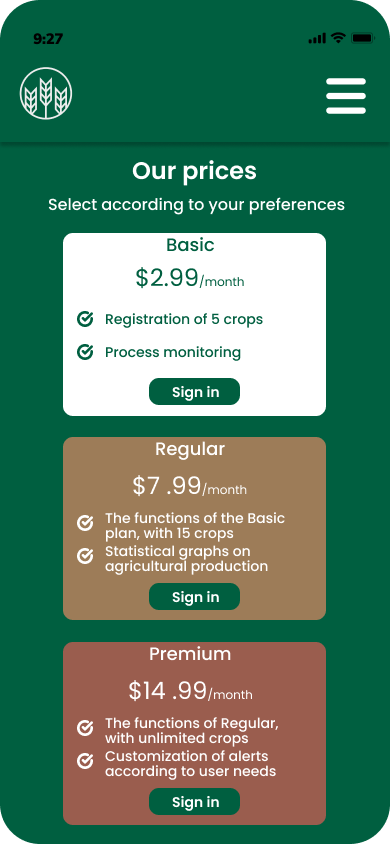 9:27
Our prices
Select according to your preferences
Basic
$2.99/month
Registration of 5 crops
Process monitoring
Sign in
Regular
$7 .99/month
The functions of the Basic
plan, with 15 crops
Statistical graphs on
agricultural production
Sign in
Premium
$14 .99/month
The functions of Regular,
with unlimited crops
Customization of alerts
according to user needs
Sign in